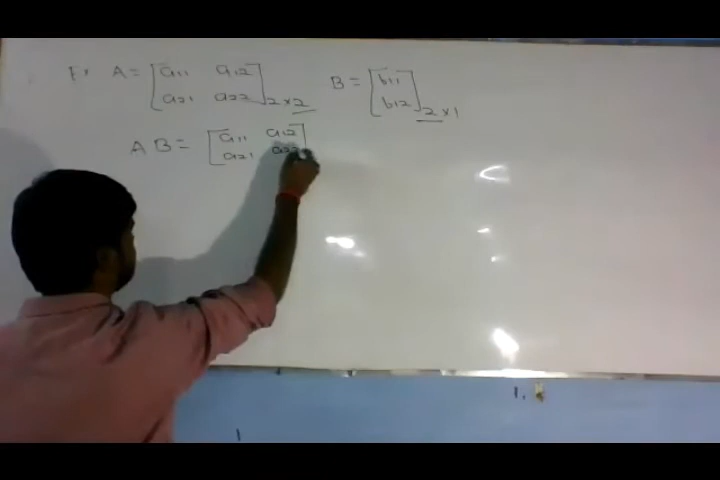 Ex A = [a11 a12 B = [b11
a21 a22]2×2 b12]2×1
AB = [a11 a12
a21 a22